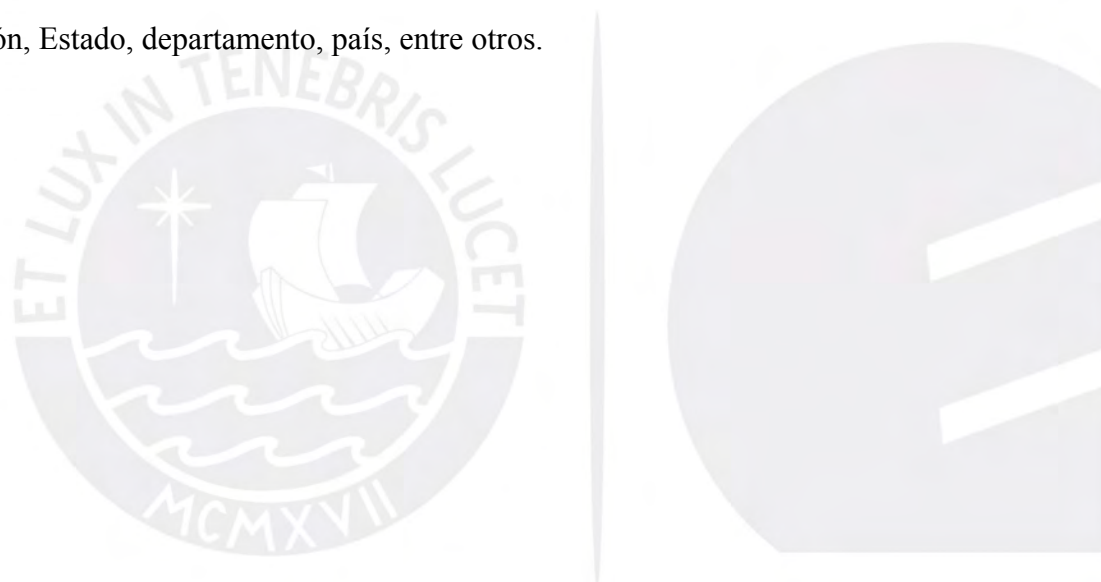 ón, Estado, departamento, país, entre otros.
ET LUX IN TENEBRIS LUCET
MCMXVII